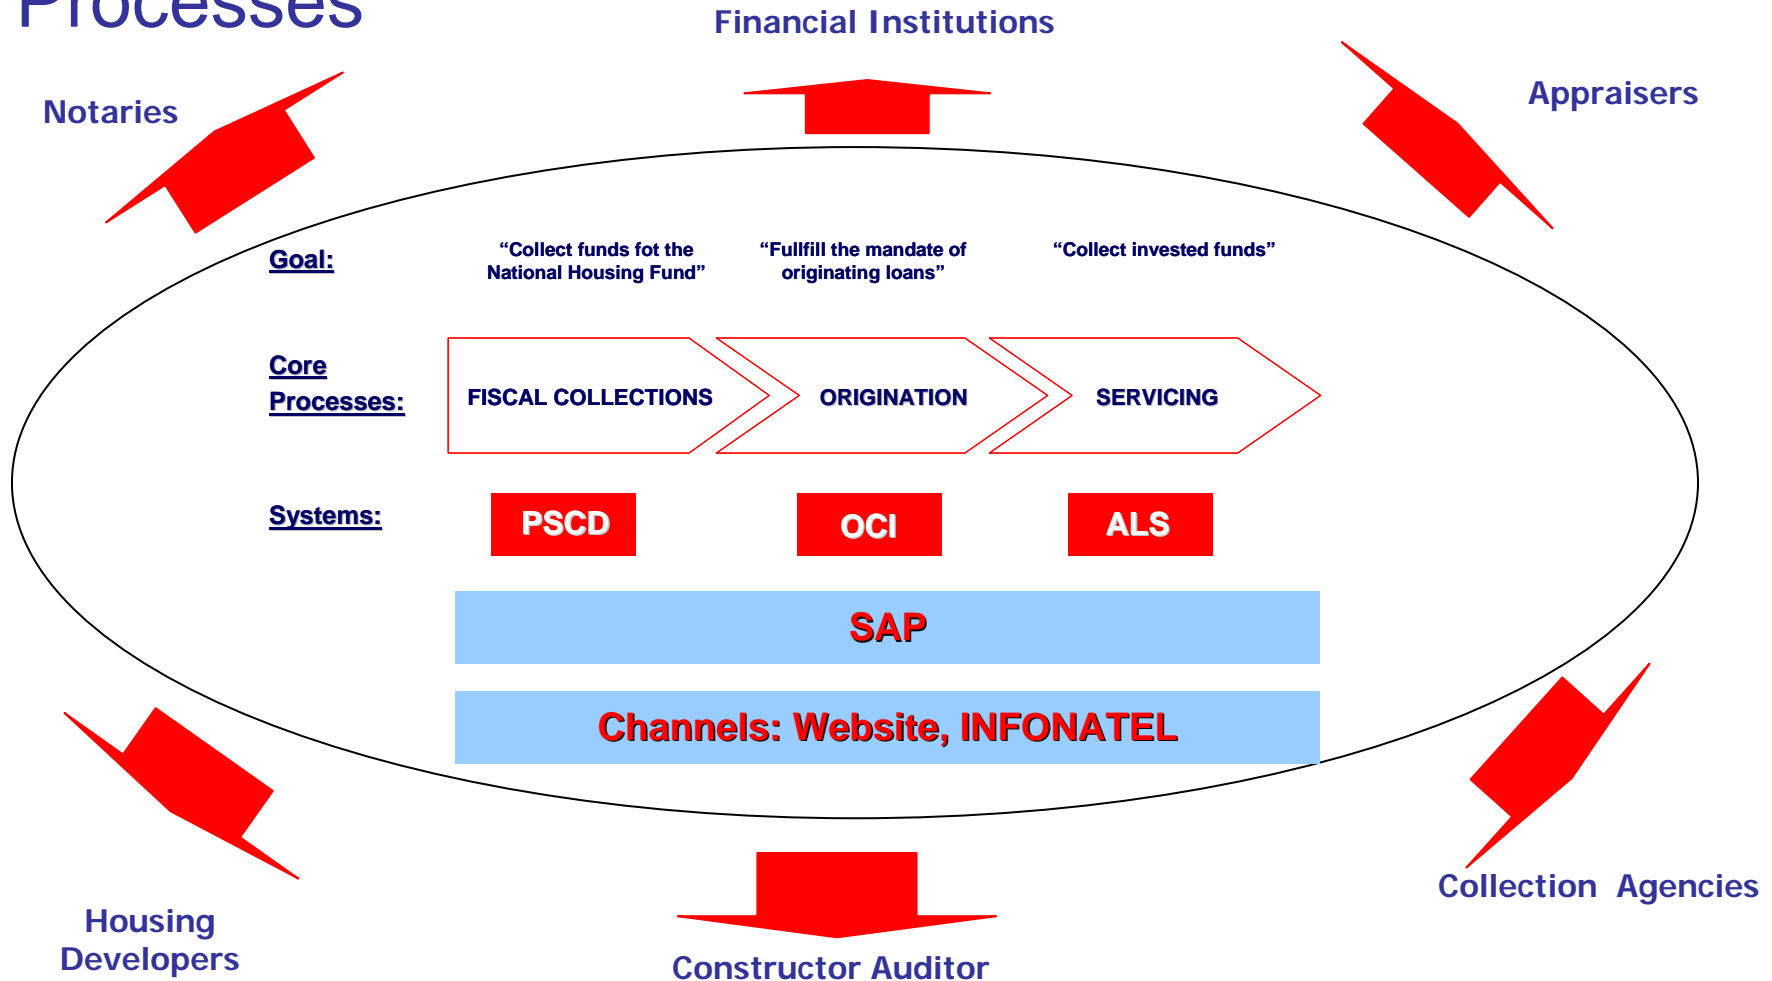 Processes
Financial Institutions
Notaries
Appraisers
Goal:
“Collect funds fot the
National Housing Fund”
“Fullfill the mandate of
originating loans”
“Collect invested funds”
Core
Processes:
FISCAL COLLECTIONS
ORIGINATION
SERVICING
Systems:
PSCD
OCI
ALS
SAP
Channels: Website, INFONATEL
Housing
Developers
Constructor Auditor
Collection Agencies